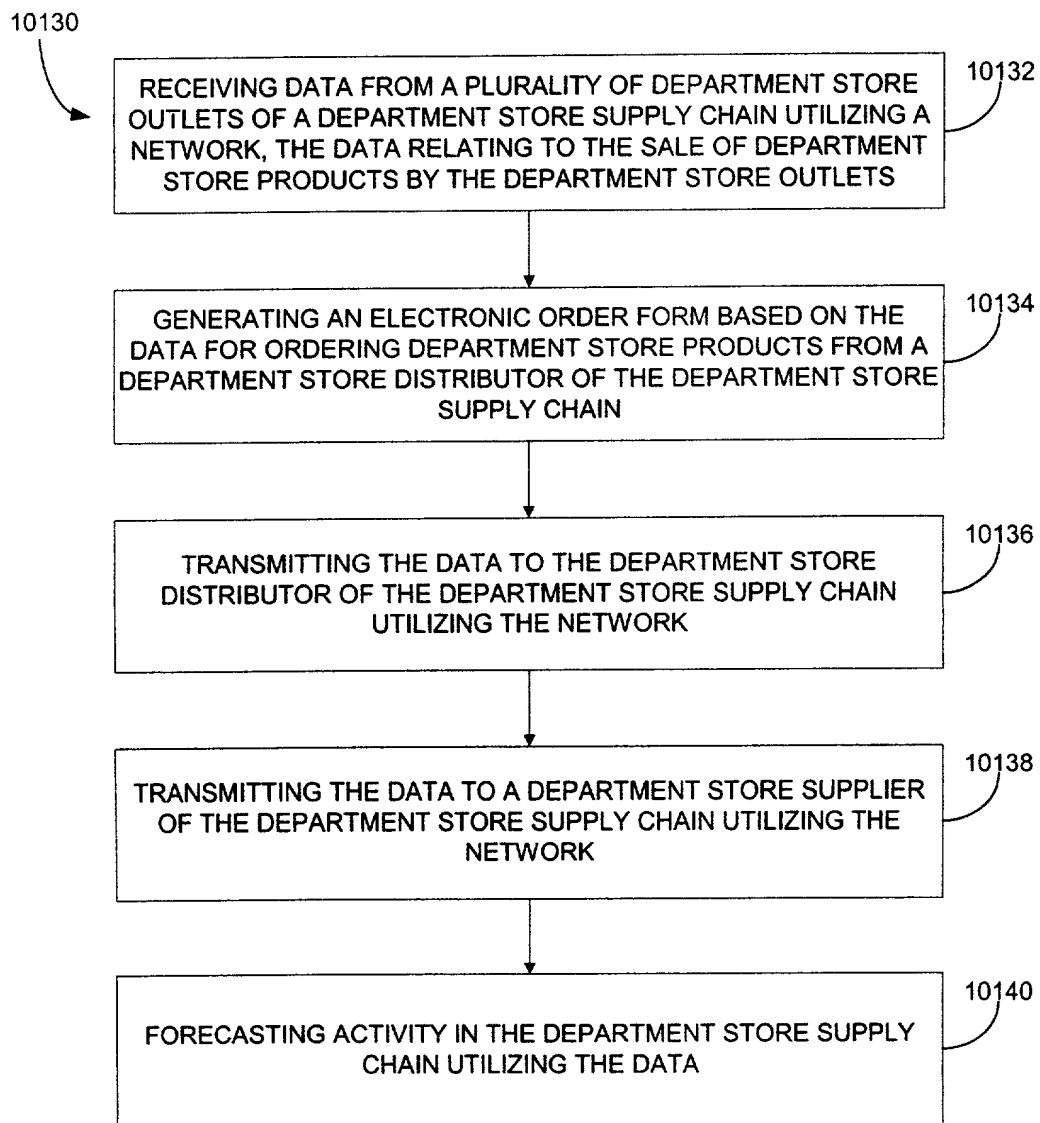 10130
10132
RECEIVING DATA FROM A PLURALITY OF DEPARTMENT STORE
OUTLETS OF A DEPARTMENT STORE SUPPLY CHAIN UTILIZING A
NETWORK, THE DATA RELATING TO THE SALE OF DEPARTMENT
STORE PRODUCTS BY THE DEPARTMENT STORE OUTLETS
10134
GENERATING AN ELECTRONIC ORDER FORM BASED ON THE
DATA FOR ORDERING DEPARTMENT STORE PRODUCTS FROM A
DEPARTMENT STORE DISTRIBUTOR OF THE DEPARTMENT STORE
SUPPLY CHAIN
10136
TRANSMITTING THE DATA TO THE DEPARTMENT STORE
DISTRIBUTOR OF THE DEPARTMENT STORE SUPPLY CHAIN
UTILIZING THE NETWORK
10138
TRANSMITTING THE DATA TO A DEPARTMENT STORE SUPPLIER
OF THE DEPARTMENT STORE SUPPLY CHAIN UTILIZING THE
NETWORK
10140
FORECASTING ACTIVITY IN THE DEPARTMENT STORE SUPPLY
CHAIN UTILIZING THE DATA